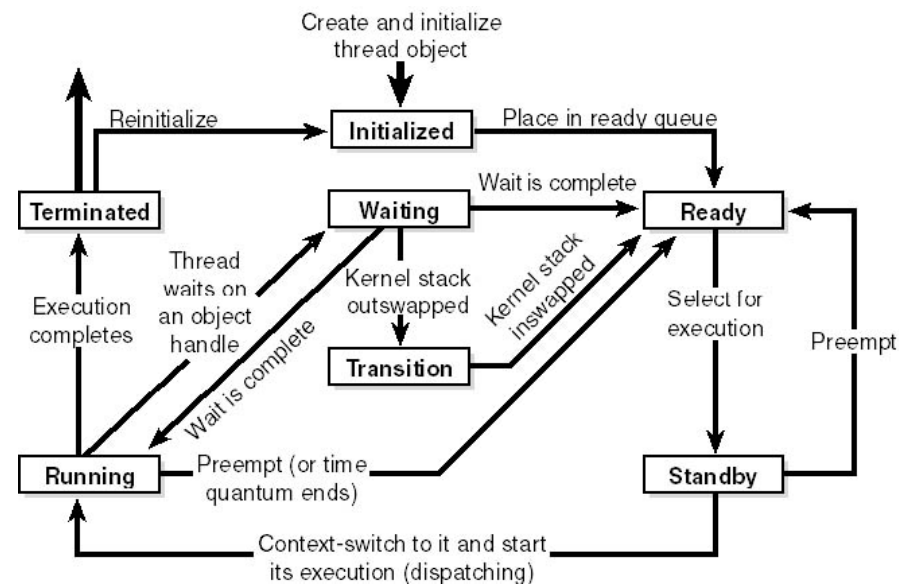 Create and initialize
thread object
Reinitialize
Initialized
Place in ready queue
Terminated
Waiting
Wait is complete
Ready
Execution
completes
Thread
waits on
an object
handle
Wait is complete
Kernel stack
outswapped
Kernel stack
inswapped
Select for
execution
Preempt
Transition
Running
Preempt (or time
quantum ends)
Standby
Context-switch to it and start
its execution (dispatching)